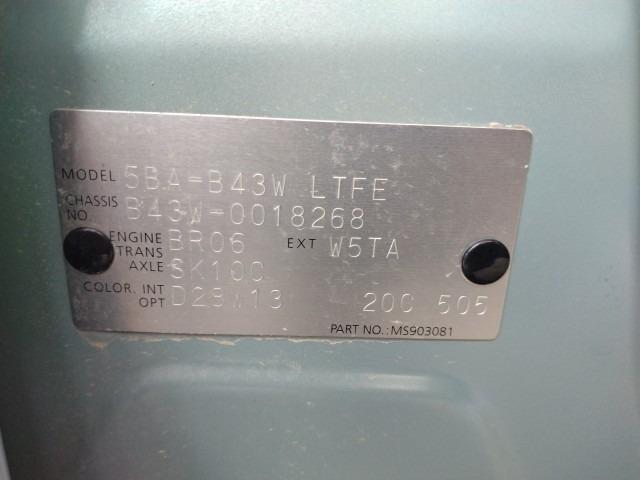 MODEL 5BA-B43W LTFE
CHASSIS NO. B43W-0018268
ENGINE BR06 EXT W5TA
TRANS AXLE SK10C
COLOR. INT OPT D23W13 20C 505
PART NO.:MS903081